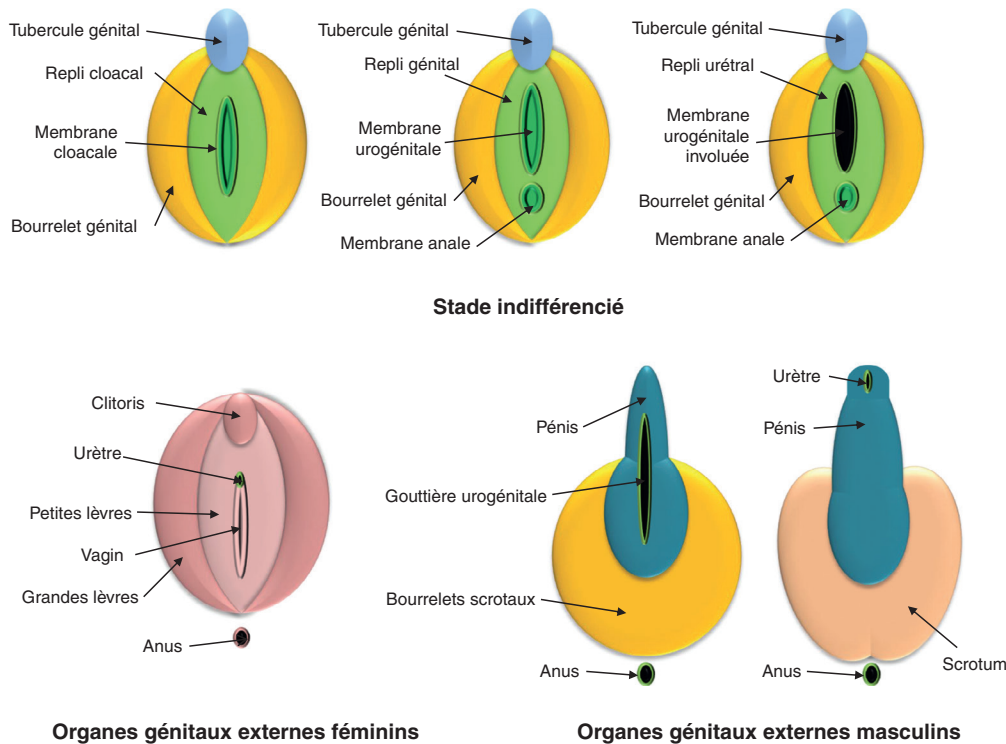 Tubercule génital
Repli cloacal
Membrane
cloacale
Bourrelet génital
Tubercule génital
Repli génital
Membrane
urogénitale
Bourrelet génital
Membrane anale
Tubercule génital
Repli urétral
Membrane
urogénitale
involuée
Bourrelet génital
Membrane anale
Stade indifférencié
Clitoris
Urètre
Petites lèvres
Vagin
Grandes lèvres
Anus
Pénis
Gouttière urogénitale
Bourrelets scrotaux
Anus
Urètre
Pénis
Scrotum
Anus
Organes génitaux externes féminins
Organes génitaux externes masculins